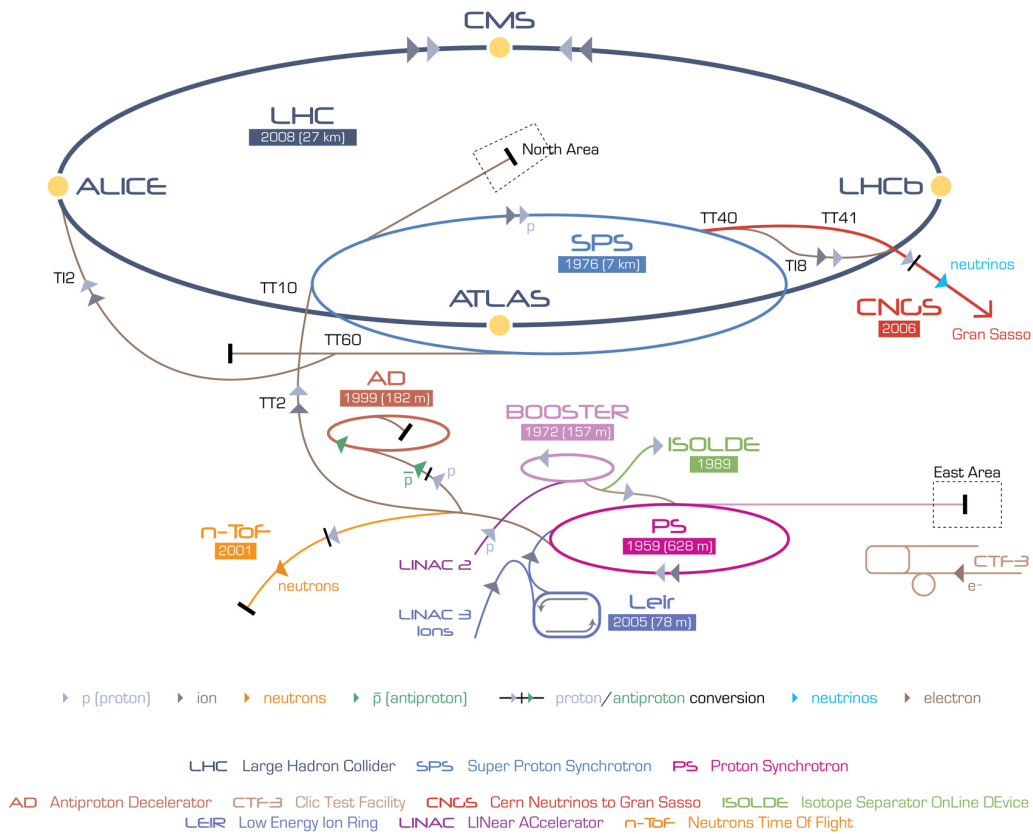 CMS
LHC
2008 (27 km)
North Area
ALICE
LHCb
TT40
TT41
SPS
1976 (7 km)
p
TI2
TT10
TI8
neutrinos
ATLAS
CNGS
2006
Gran Sasso
TT60
AD
1999 (182 m)
TT2
BOOSTER
1972 (157 m)
ISOLDE
1989
p̅
p
East Area
n-ToF
2001
PS
1959 (628 m)
LINAC 2
p
neutrons
CTF3
e-
LINAC 3
Ions
Leir
2005 (78 m)
p (proton) ion neutrons p̅ (antiproton) proton/antiproton conversion neutrinos electron
LHC Large Hadron Collider SPS Super Proton Synchrotron PS Proton Synchrotron
AD Antiproton Decelerator CTF-3 Clic Test Facility CNGS Cern Neutrinos to Gran Sasso ISOLDE Isotope Separator OnLine DEvice
LEIR Low Energy Ion Ring LINAC LINear ACcelerator n-ToF Neutrons Time Of Flight